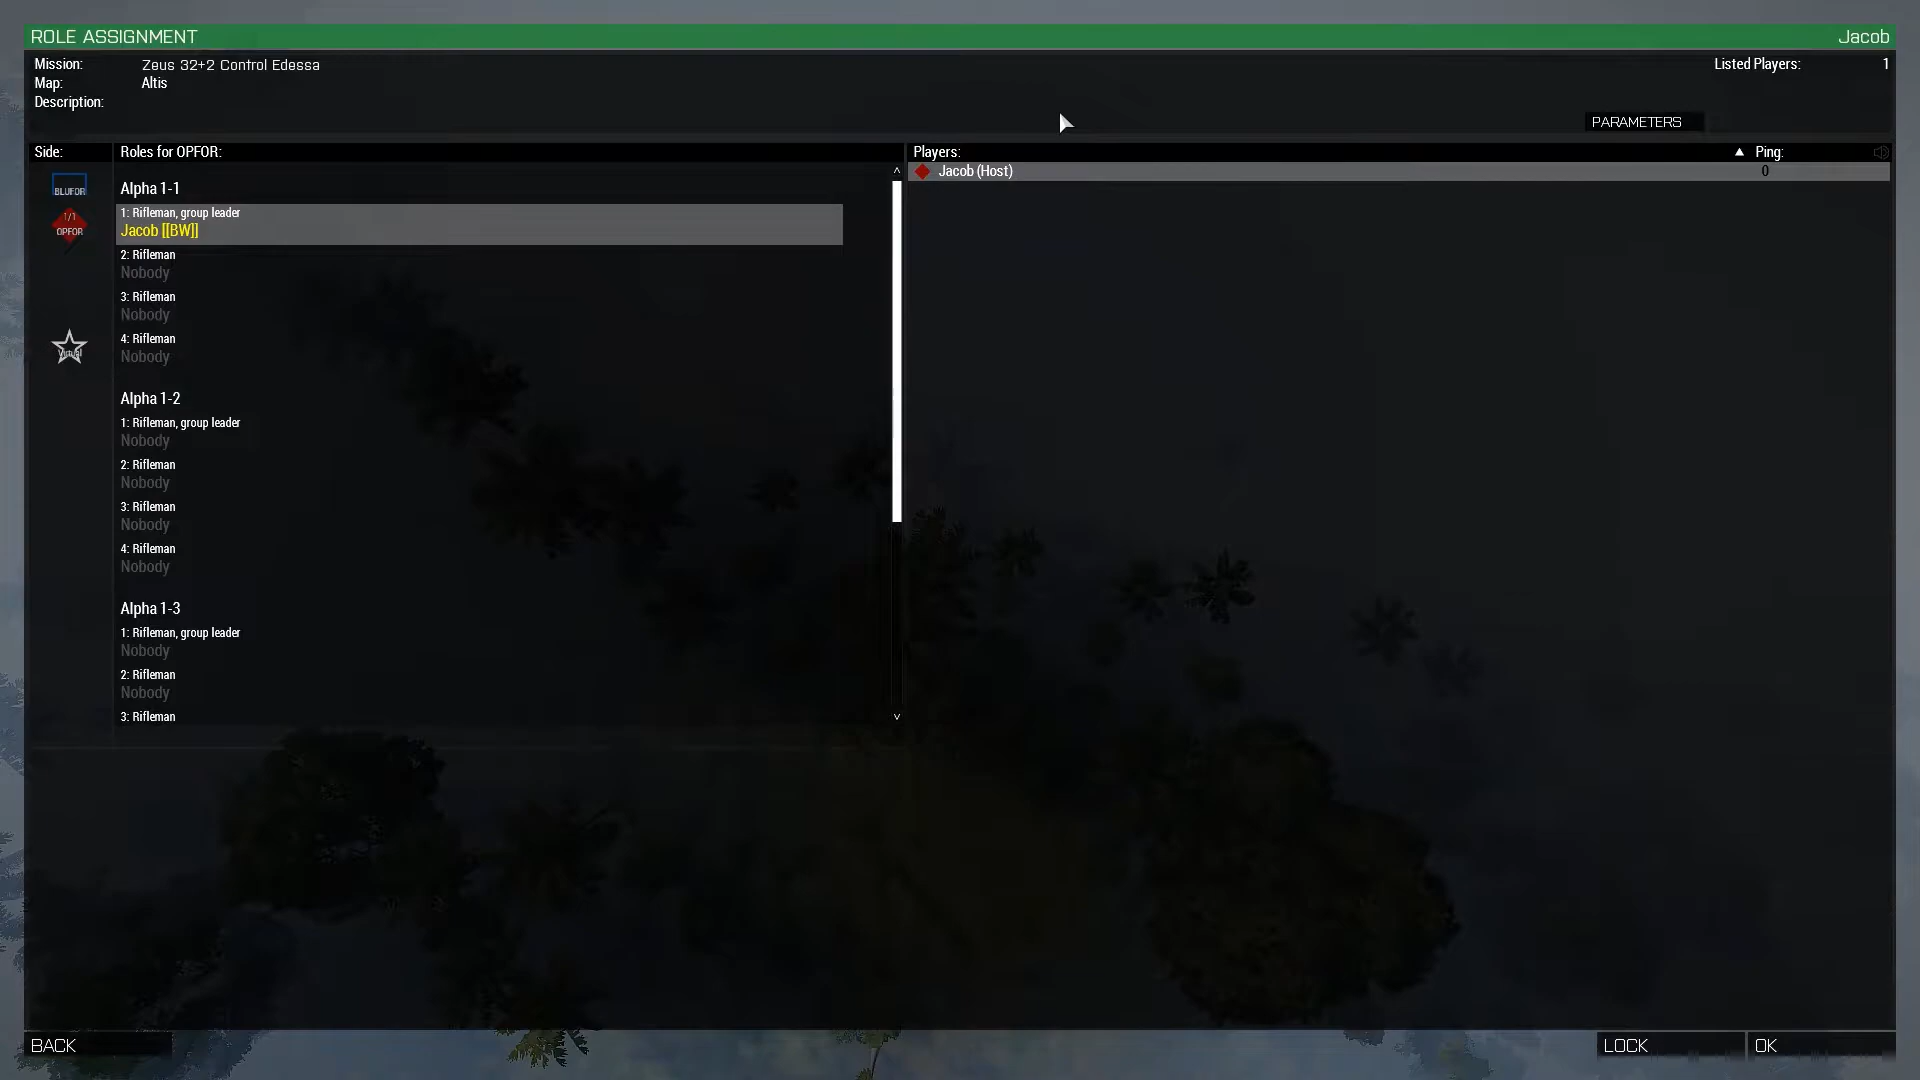 ROLE ASSIGNMENT Jacob
Mission: Zeus 32+2 Control Edessa Listed Players: 1
Map: Altis
Description:
PARAMETERS
Side: Roles for OPFOR: Players: Ping:
Jacob (Host) 0
BLUFOR
Alpha 1-1
1: Rifleman, group leader
1/1
OPFOR
Jacob [[BW]]
2: Rifleman
Nobody
3: Rifleman
Nobody
4: Rifleman
Virtual
Nobody
Alpha 1-2
1: Rifleman, group leader
Nobody
2: Rifleman
Nobody
3: Rifleman
Nobody
4: Rifleman
Nobody
Alpha 1-3
1: Rifleman, group leader
Nobody
2: Rifleman
Nobody
3: Rifleman
BACK LOCK OK